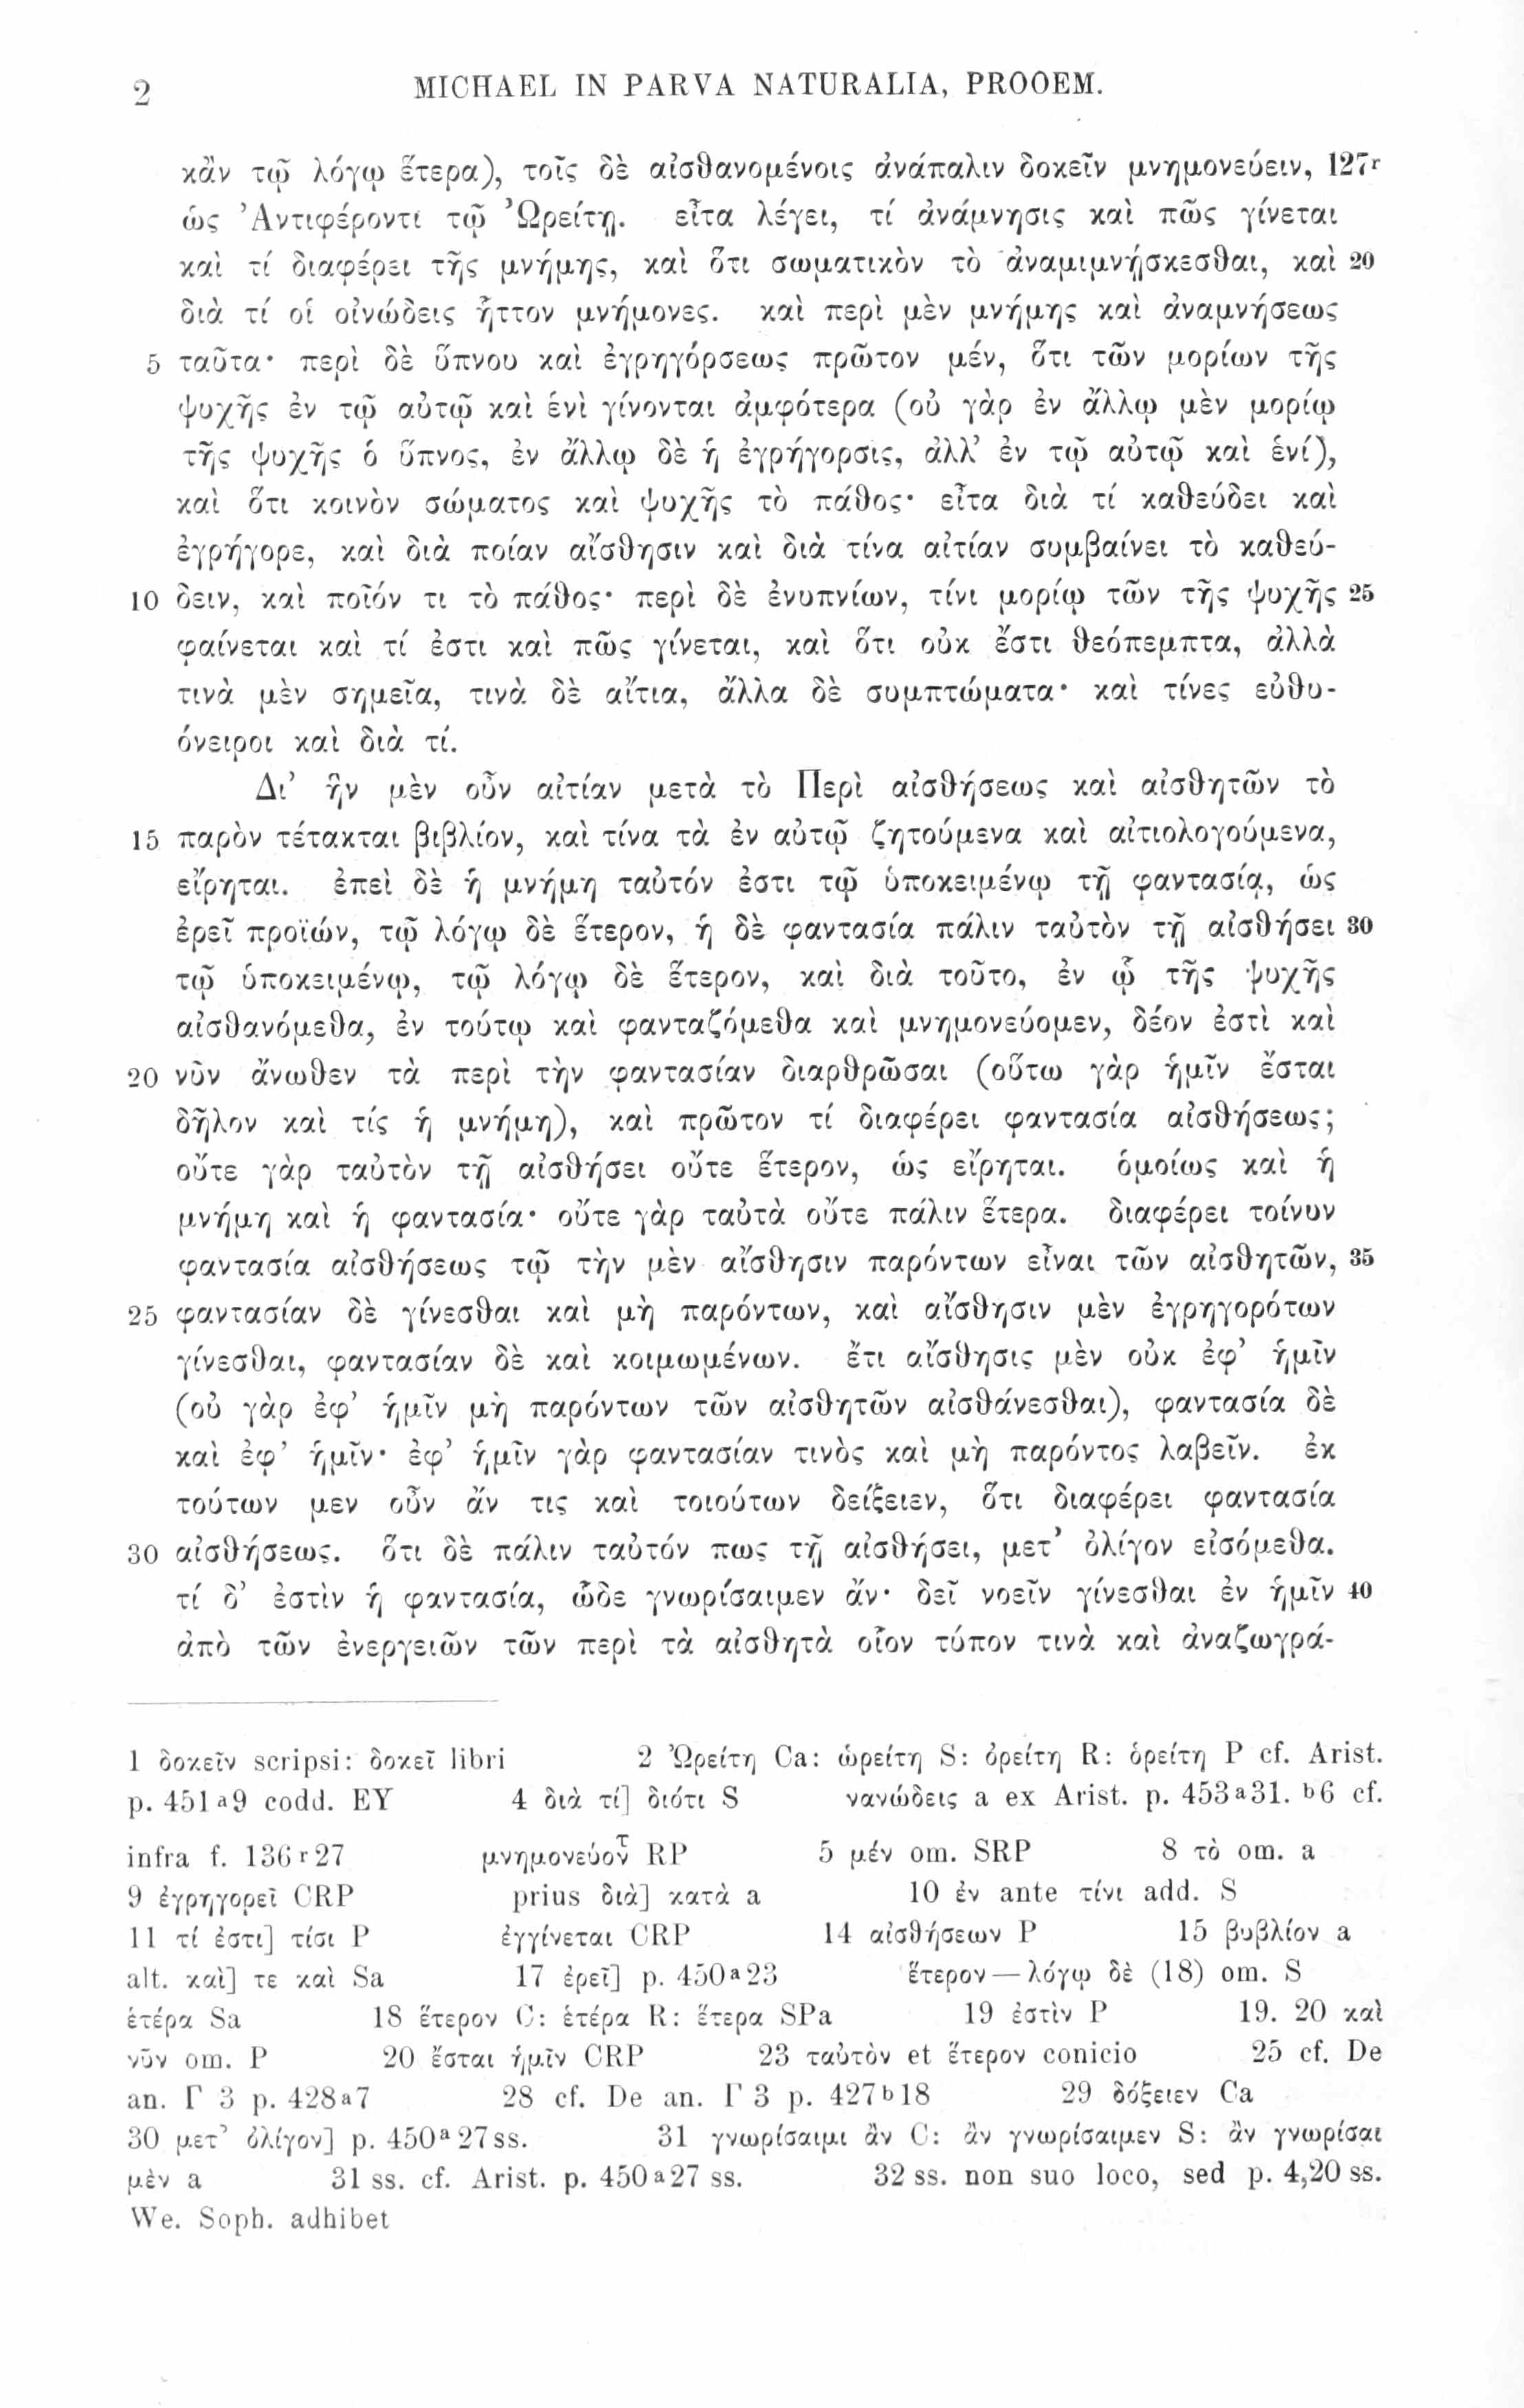 2 MICHAEL IN PARVA NATURALIA, PROOEM.
κἂν τῷ λόγῳ ἕτερα), τοῖς δὲ αἰσθανομένοις ἀνάπαλιν δοκεῖν μνημονεύειν, 127r
ὡς Ἀντιφέροντι τῷ Ὠρείτῃ. εἶτα λέγει, τί ἀνάμνησις καὶ πῶς γίνεται
καὶ τί διαφέρει τῆς μνήμης, καὶ ὅτι σωματικὸν τὸ ἀναμιμνήσκεσθαι, καὶ 20
διὰ τί οἱ οἰνώδεις ἧττον μνήμονες. καὶ περὶ μὲν μνήμης καὶ ἀναμνήσεως
5 ταῦτα· περὶ δὲ ὕπνου καὶ ἐγρηγόρσεως πρῶτον μέν, ὅτι τῶν μορίων τῆς
ψυχῆς ἐν τῷ αὐτῷ καὶ ἑνὶ γίνονται ἀμφότερα (οὐ γὰρ ἐν ἄλλῳ μὲν μορίῳ
τῆς ψυχῆς ὁ ὕπνος, ἐν ἄλλῳ δὲ ἡ ἐγρήγορσις, ἀλλ’ ἐν τῷ αὐτῷ καὶ ἑνί),
καὶ ὅτι κοινὸν σώματος καὶ ψυχῆς τὸ πάθος· εἶτα διὰ τί καθεύδει καὶ
ἐγρήγορε, καὶ διὰ ποίαν αἴσθησιν καὶ διὰ τίνα αἰτίαν συμβαίνει τὸ καθεύ-
10 δειν, καὶ ποῖόν τι τὸ πάθος· περὶ δὲ ἐνυπνίων, τίνι μορίῳ τῶν τῆς ψυχῆς 25
φαίνεται καὶ τί ἐστι καὶ πῶς γίνεται, καὶ ὅτι οὐκ ἔστι θεόπεμπτα, ἀλλὰ
τινὰ μὲν σημεῖα, τινὰ δὲ αἴτια, ἄλλα δὲ συμπτώματα· καὶ τίνες εὐθυ-
όνειροι καὶ διὰ τί.
Δι’ ἣν μὲν οὖν αἰτίαν μετὰ τὸ Περὶ αἰσθήσεως καὶ αἰσθητῶν τὸ
15 παρὸν τέτακται βιβλίον, καὶ τίνα τὰ ἐν αὐτῷ ζητούμενα καὶ αἰτιολογούμενα,
εἴρηται. ἐπεὶ δὲ ἡ μνήμη ταὐτόν ἐστι τῷ ὑποκειμένῳ τῇ φαντασίᾳ, ὡς
ἐρεῖ προϊών, τῷ λόγῳ δὲ ἕτερον, ἡ δὲ φαντασία πάλιν ταὐτὸν τῇ αἰσθήσει 30
τῷ ὑποκειμένῳ, τῷ λόγῳ δὲ ἕτερον, καὶ διὰ τοῦτο, ἐν ᾧ τῆς ψυχῆς
αἰσθανόμεθα, ἐν τούτῳ καὶ φανταζόμεθα καὶ μνημονεύομεν, δέον ἐστὶ καὶ
20 νῦν ἄνωθεν τὰ περὶ τὴν φαντασίαν διαρθρῶσαι (οὕτω γὰρ ἡμῖν ἔσται
δῆλον καὶ τίς ἡ μνήμη), καὶ πρῶτον τί διαφέρει φαντασία αἰσθήσεως;
οὔτε γὰρ ταὐτὸν τῇ αἰσθήσει οὔτε ἕτερον, ὡς εἴρηται. ὁμοίως καὶ ἡ
μνήμη καὶ ἡ φαντασία· οὔτε γὰρ ταὐτὰ οὔτε πάλιν ἕτερα. διαφέρει τοίνυν
φαντασία αἰσθήσεως τῷ τὴν μὲν αἴσθησιν παρόντων εἶναι τῶν αἰσθητῶν, 35
25 φαντασίαν δὲ γίνεσθαι καὶ μὴ παρόντων, καὶ αἴσθησιν μὲν ἐγρηγορότων
γίνεσθαι, φαντασίαν δὲ καὶ κοιμωμένων. ἔτι αἴσθησις μὲν οὐκ ἐφ’ ἡμῖν
(οὐ γὰρ ἐφ’ ἡμῖν μὴ παρόντων τῶν αἰσθητῶν αἰσθάνεσθαι), φαντασία δὲ
καὶ ἐφ’ ἡμῖν· ἐφ’ ἡμῖν γὰρ φαντασίαν τινὸς καὶ μὴ παρόντος λαβεῖν. ἐκ
τούτων μεν οὖν ἄν τις καὶ τοιούτων δείξειεν, ὅτι διαφέρει φαντασία
30 αἰσθήσεως. ὅτι δὲ πάλιν ταὐτόν πως τῇ αἰσθήσει, μετ’ ὀλίγον εἰσόμεθα.
τί δ’ ἐστὶν ἡ φαντασία, ὧδε γνωρίσαιμεν ἄν· δεῖ νοεῖν γίνεσθαι ἐν ἡμῖν 40
ἀπὸ τῶν ἐνεργειῶν τῶν περὶ τὰ αἰσθητὰ οἷον τύπον τινὰ καὶ ἀναζωγρά-
1 δοκεῖν scripsi: δοκεῖ libri 2 Ὠρείτῃ Ca: ὡρείτη S: ὀρείτη R: ὁρείτη P cf. Arist.
p. 451a9 codd. EY 4 διὰ τί] διότι S νανώδεις a ex Arist. p. 453a31. b6 cf.
infra f. 136r27 μνημονεύον̅τ RP 5 μέν om. SRP 8 τὸ om. a
9 ἐγρηγορεῖ CRP prius διὰ] κατὰ a 10 ἐν ante τίνι add. S
11 τί ἐστι] τίσι P ἐγγίνεται CRP 14 αἰσθήσεων P 15 βυβλίον a
alt. καὶ] τε καὶ Sa 17 ἐρεῖ] p. 450a23 ἕτερον — λόγῳ δὲ (18) om. S
ἑτέρα Sa 18 ἕτερον C: ἑτέρα R: ἕτερα SPa 19 ἐστὶν P 19. 20 καὶ
νῦν om. P 20 ἔσται ἡμῖν CRP 23 ταὐτὸν et ἕτερον conicio 25 cf. De
an. Γ 3 p. 428a7 28 cf. De an. Γ 3 p. 427b18 29 δόξειεν Ca
30 μετ’ ὀλίγον] p. 450a27ss. 31 γνωρίσαιμι ἂν C: ἂν γνωρίσαιμεν S: ἂν γνωρίσαι
μὲν a 31 ss. cf. Arist. p. 450a27 ss. 32 ss. non suo loco, sed p. 4,20 ss.
We. Soph. adhibet